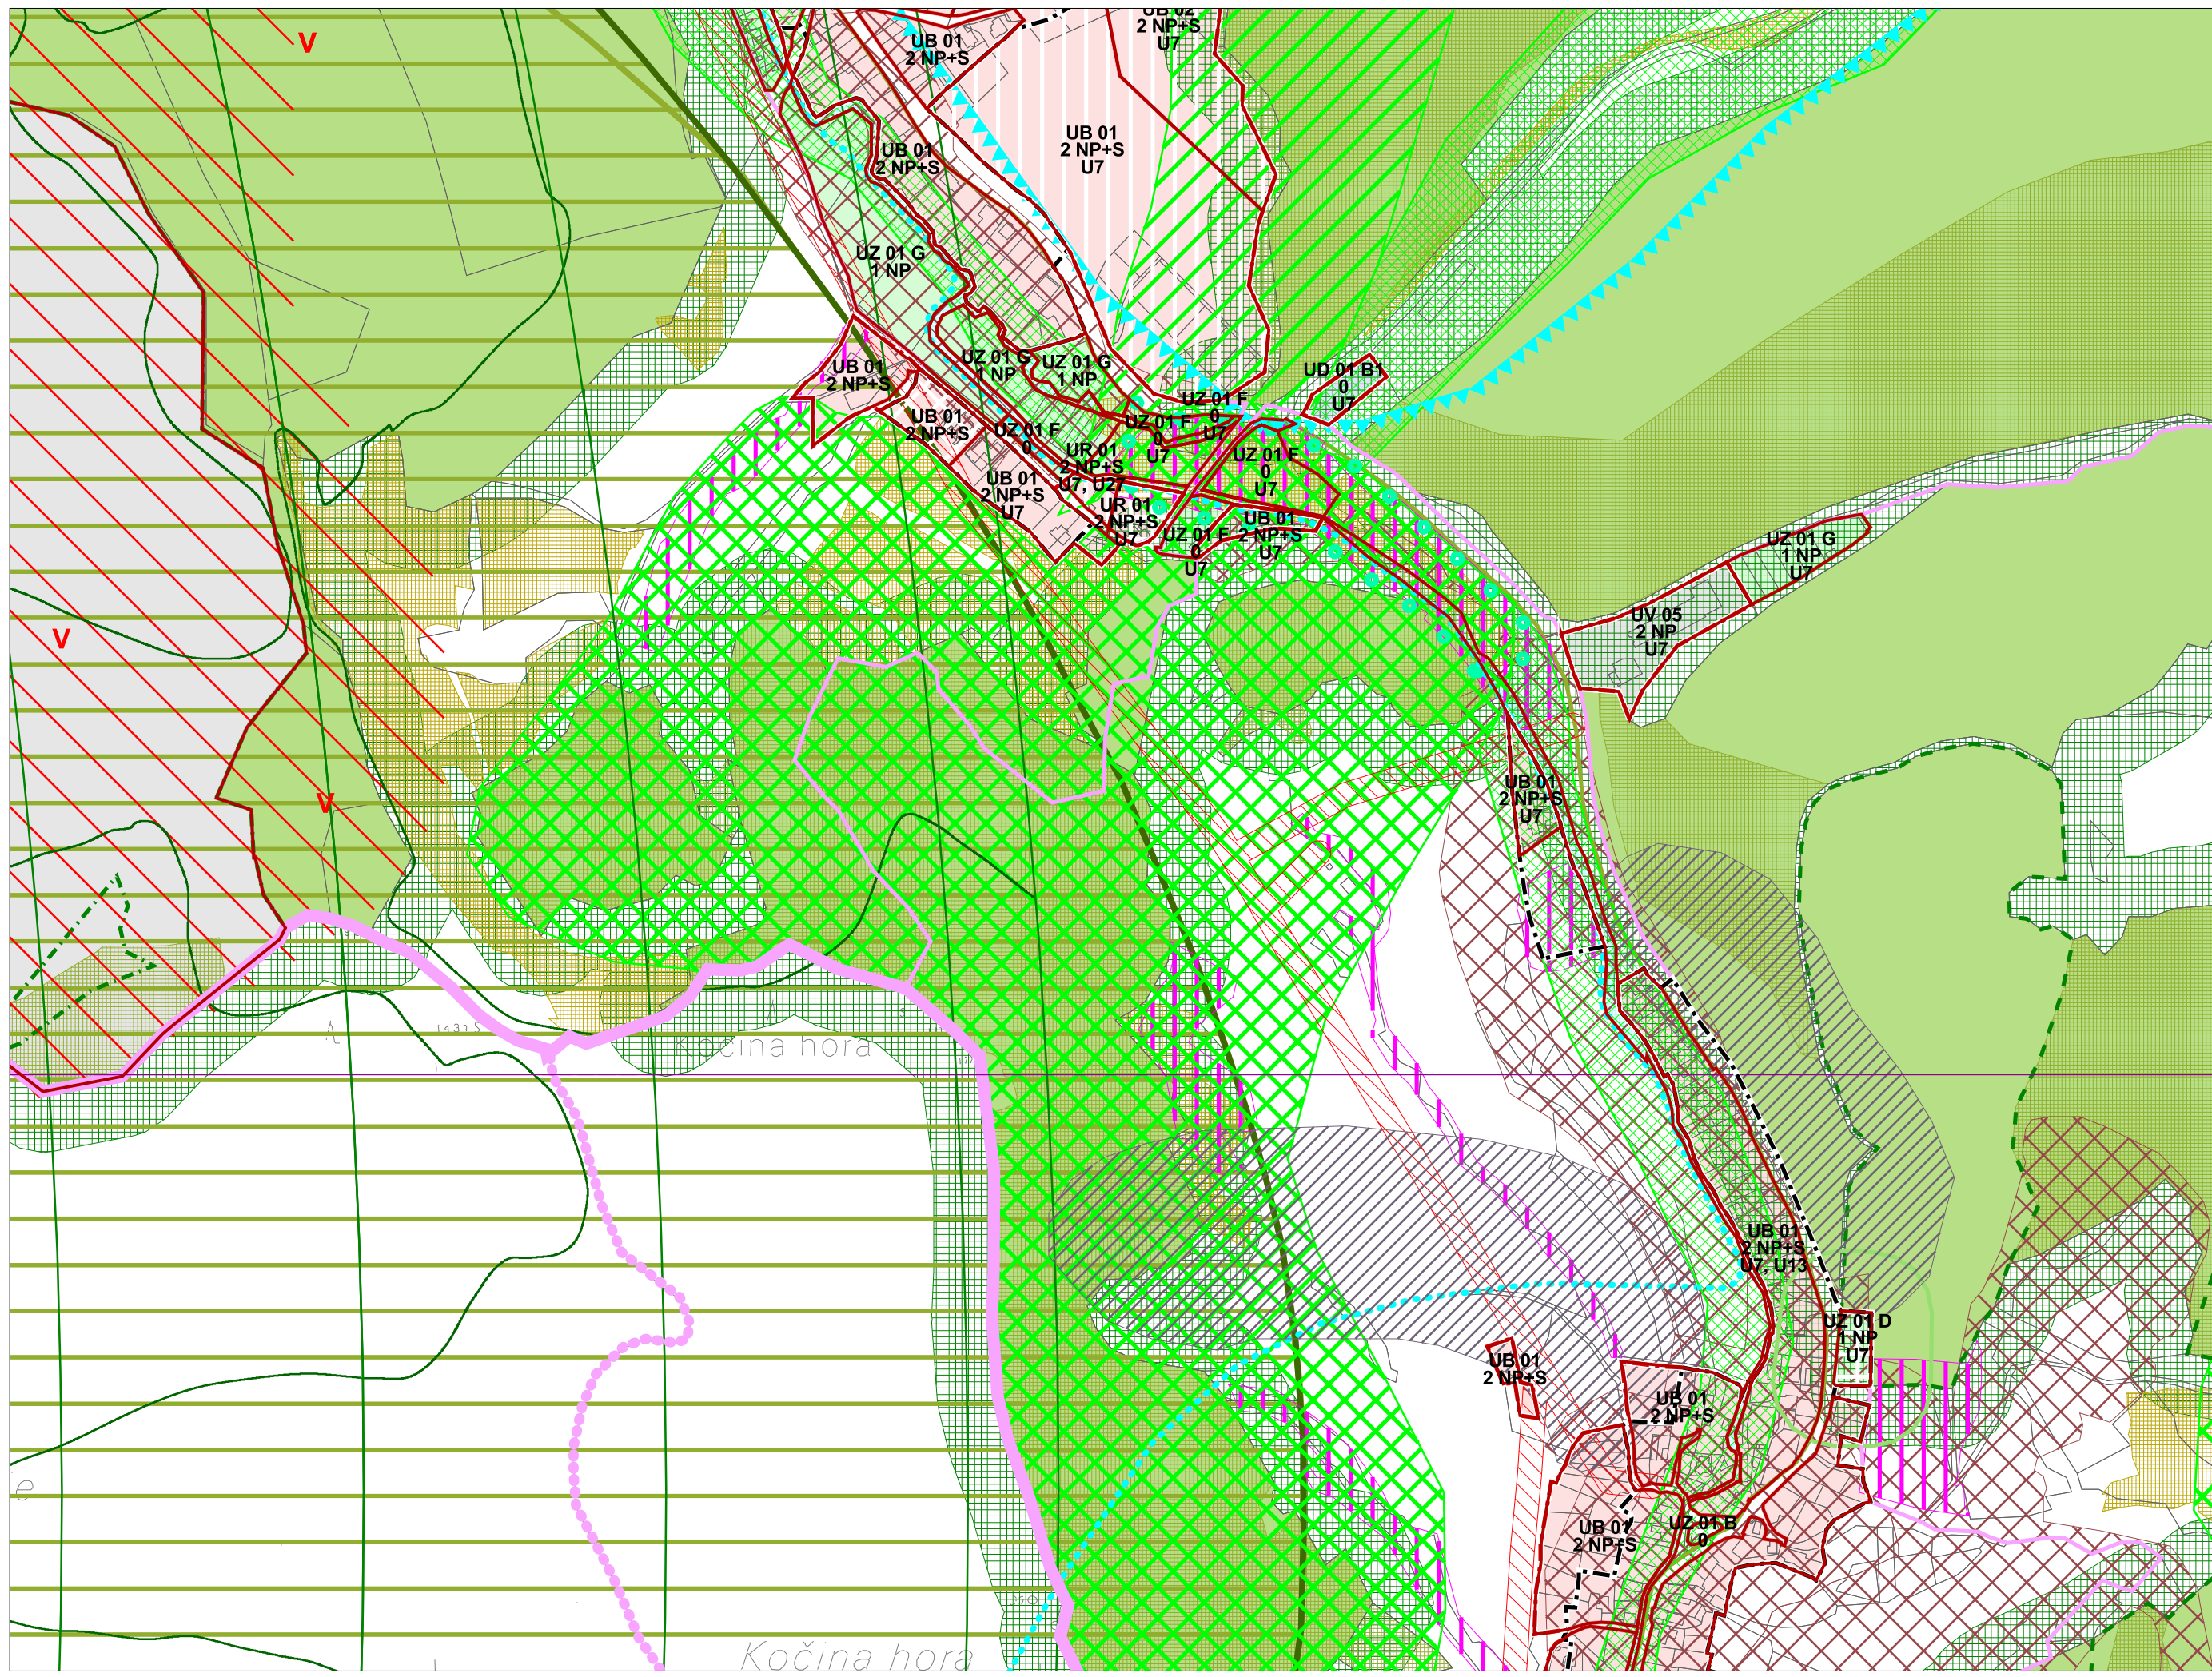 V
UB 01
2 NP+S
UB 02
2 NP+S
U7
UB 01
2 NP+S
U7
UB 01
2 NP+S
UZ 01 G
1 NP
UB 01
2 NP+S
UZ 01 G
1 NP
UZ 01 G
1 NP
UD 01 B1
0
U7
UZ 01 F
0
U7
UB 01
2 NP+S
UZ 01 F
0
UZ 01 F
0
U7
UR 01
2 NP+S
U7, U27
UZ 01 F
0
U7
UB 01
2 NP+S
U7
UR 01
2 NP+S
U7
UZ 01 F
0
U7
UB 01
2 NP+S
U7
UZ 01 G
1 NP
U7
UV 05
2 NP
U7
V
UB 01
2 NP+S
U7
V
Kočina hora
UB 01
2 NP+S
U7, U13
UZ 01 D
1 NP
U7
UB 01
2 NP+S
UB 01
2 NP+S
e
UB 01
2 NP+S
UZ 01 B
0
Kočina hora